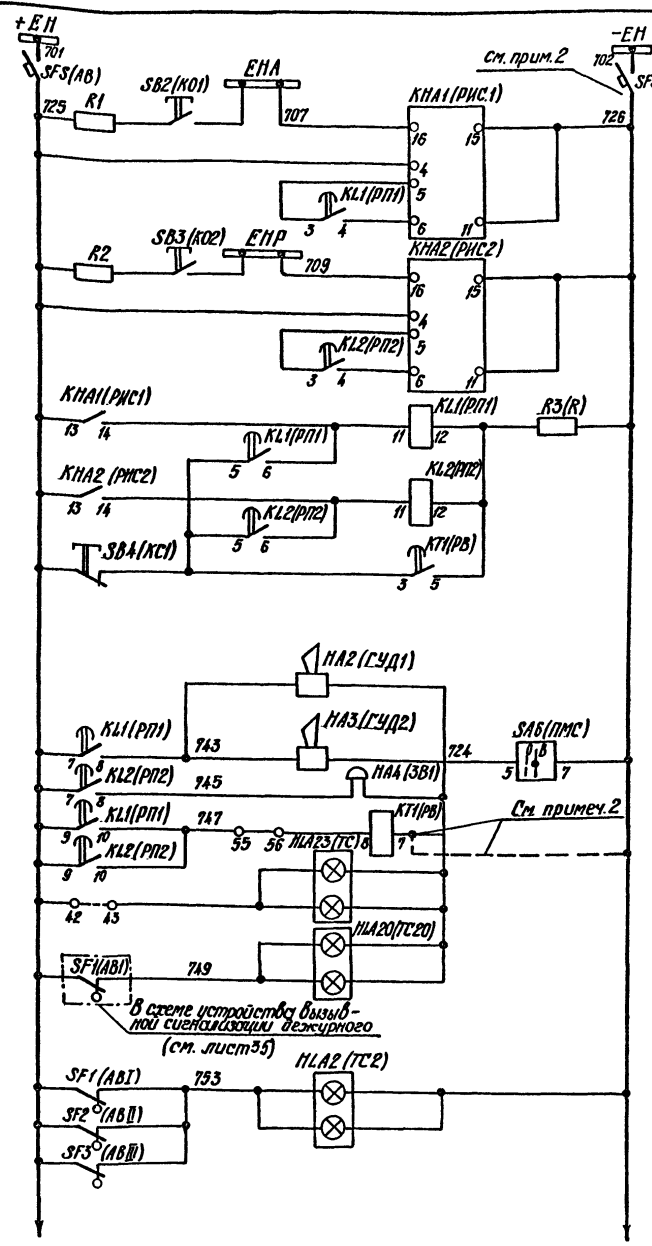 +ЕН
701
SF5(АВ)
725
R1
SB2(КО1)
ЕНА
707
см. прим.2
-ЕН
702
SF5
726
КНА1(РИС.1)
16
15
4
5
6
11
KL1(РП1)
3 4
R2
SB3(КО2)
ЕНР
709
КНА2(РИС2)
16
15
4
5
6
11
KL2(РП2)
3 4
КНА1(РИС1)
13 14
KL1(РП1)
11 12
R3(R)
KL1(РП1)
5 6
КНА2 (РИС2)
13 14
KL2(РП2)
11 12
KL2(РП2)
5 6
SB4(КС1)
КТ1(РВ)
3 5
НА2(ГУД1)
НА3(ГУД2)
KL1(РП1)
7 8
743
724
SA6(ПМС)
Р В
5 7
KL2(РП2)
7 8
745
НА4(ЗВ1)
KL1(РП1)
9 10
747
55 56
КТ1(РВ)
8 7
См. примеч.2
KL2(РП2)
9 10
HLA23(ТС)
42 43
HLA20(ТС20)
SF1(АВ1)
749
В схеме устройства вызыв-
ной сигнализации дежурного
(см. лист35)
HLA2(ТС2)
SF1(АВI)
753
SF2 (АВII)
SF3 (АВIII)